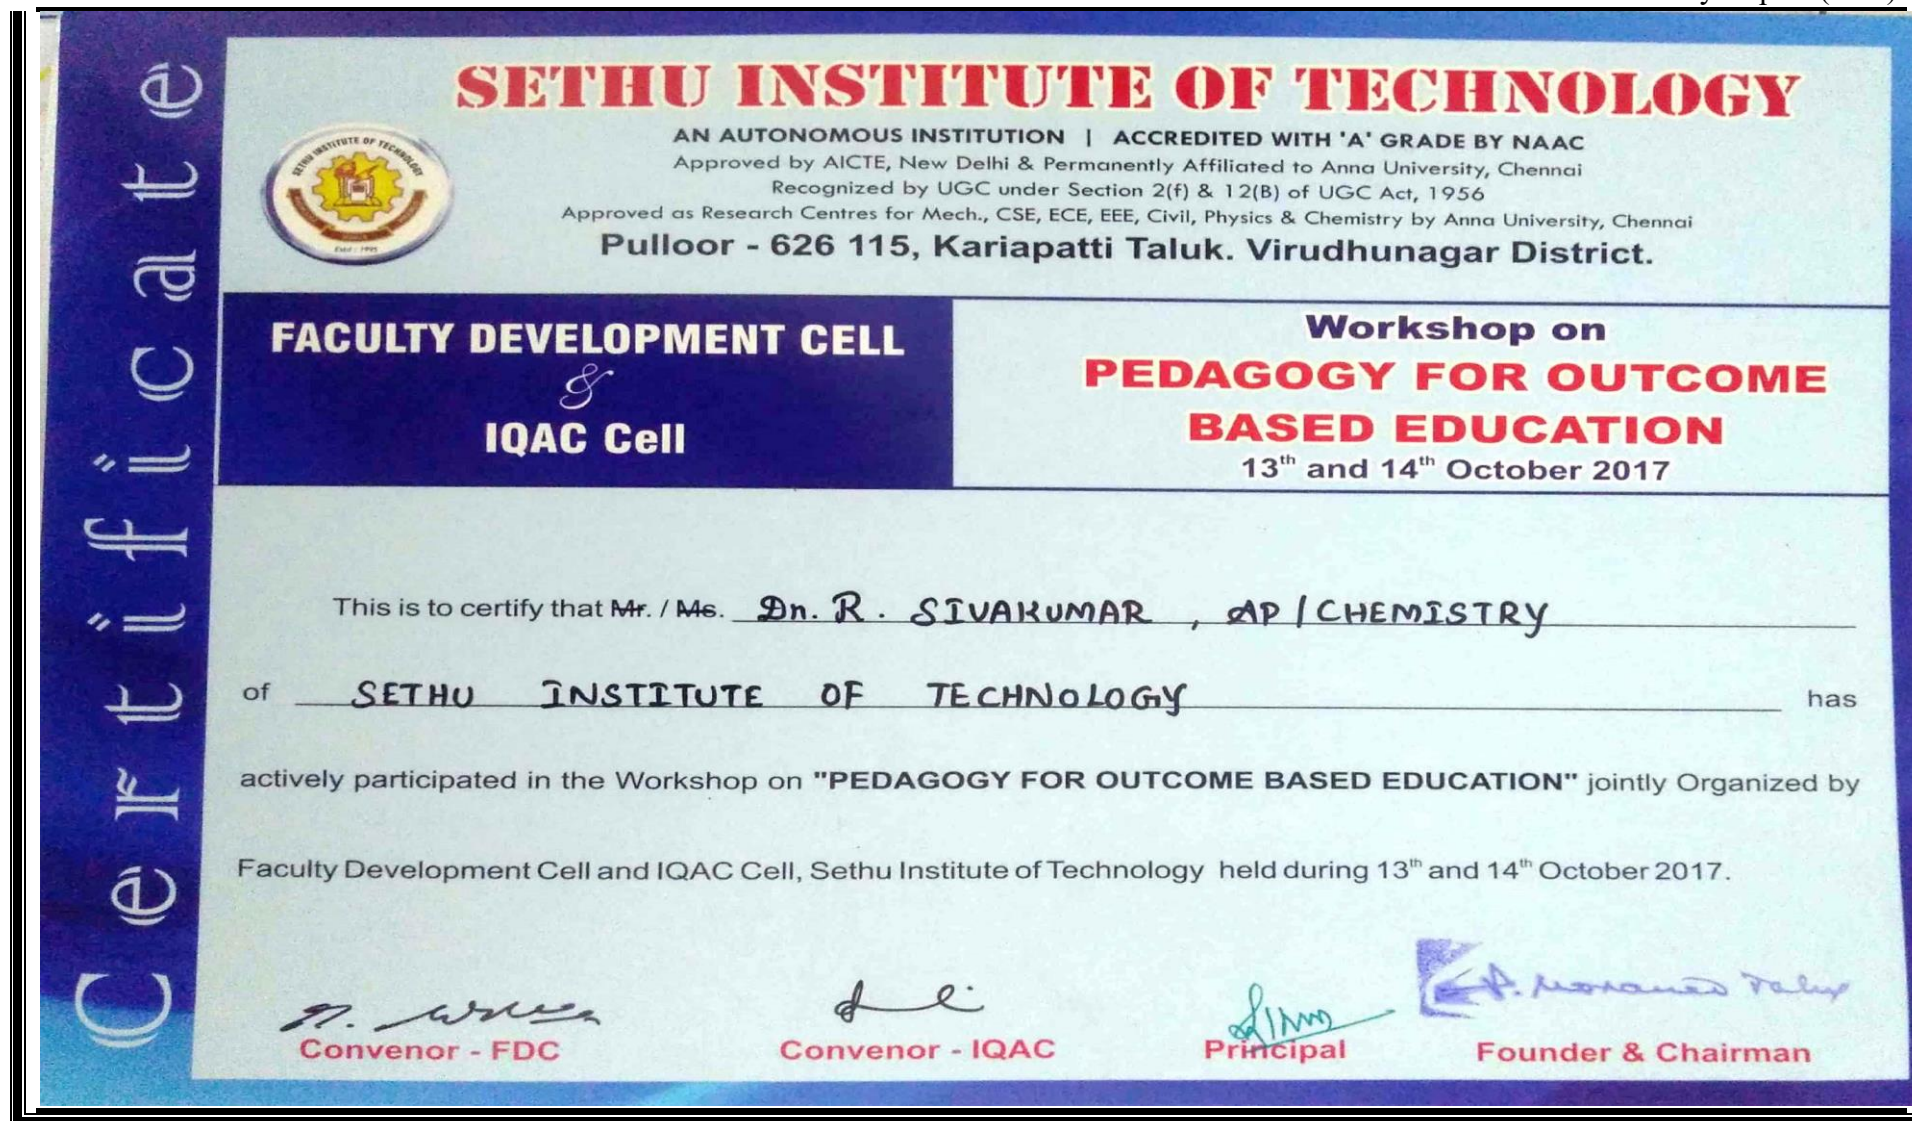 Certificate
SETHU INSTITUTE OF TECHNOLOGY
AN AUTONOMOUS INSTITUTION | ACCREDITED WITH 'A' GRADE BY NAAC
Approved by AICTE, New Delhi & Permanently Affiliated to Anna University, Chennai
Recognized by UGC under Section 2(f) & 12(B) of UGC Act, 1956
Approved as Research Centres for Mech., CSE, ECE, EEE, Civil, Physics & Chemistry by Anna University, Chennai
Pulloor - 626 115, Kariapatti Taluk. Virudhunagar District.
SETHU INSTITUTE OF TECHNOLOGY
Estd - 1995
FACULTY DEVELOPMENT CELL
&
IQAC Cell
Workshop on
PEDAGOGY FOR OUTCOME
BASED EDUCATION
13th and 14th October 2017
This is to certify that Mr. / Ms. Dr. R. SIVAKUMAR, AP / CHEMISTRY
of SETHU INSTITUTE OF TECHNOLOGY has
actively participated in the Workshop on "PEDAGOGY FOR OUTCOME BASED EDUCATION" jointly Organized by
Faculty Development Cell and IQAC Cell, Sethu Institute of Technology held during 13th and 14th October 2017.
Convenor - FDC
Convenor - IQAC
Principal
Founder & Chairman